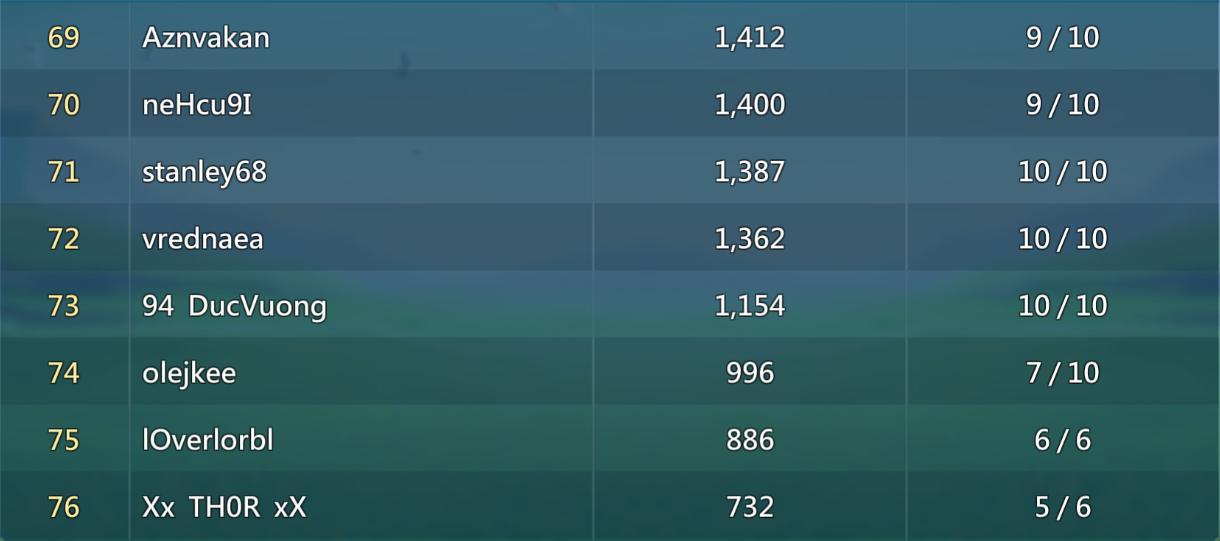 69 Aznvakan 1,412 9 / 10
70 neHcu9I 1,400 9 / 10
71 stanley68 1,387 10 / 10
72 vrednaea 1,362 10 / 10
73 94 DucVuong 1,154 10 / 10
74 olejkee 996 7 / 10
75 lOverlorbl 886 6 / 6
76 Xx TH0R xX 732 5 / 6